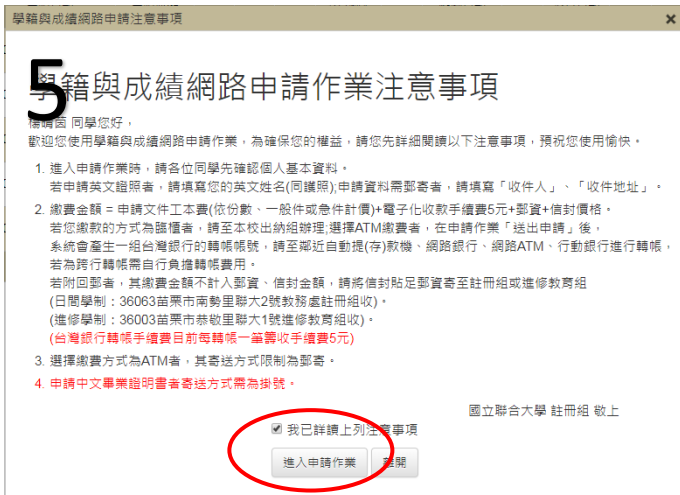 學籍與成績網路申請作業注意事項
5
學籍與成績網路申請作業注意事項
同學您好，
歡迎您使用學籍與成績網路申請作業，為確保您的權益，請您先詳細閱讀以下注意事項，預祝您使用愉快。
1. 進入申請作業時，請各位同學先確認個人基本資料。
若申請英文證照者，請填寫您的英文姓名(同護照);申請資料需郵寄者，請填寫「收件人」、「收件地址」。
2. 繳費金額 = 申請文件工本費(依份數、一般件或急件計價)+電子化收款手續費5元+郵資+信封價格。
若您繳款的方式為臨櫃者，請至本校出納組辦理;選擇ATM繳費者，在申請作業「送出申請」後，
系統會產生一組台灣銀行的轉帳帳號，請至鄰近自動提(存)款機、網路銀行、網路ATM、行動銀行進行轉帳，
若為跨行轉帳需自行負擔轉帳費用。
若附回郵者，其繳費金額不計入郵資、信封金額，請將信封貼足郵資寄至註冊組或進修教育組
(日間學制：36063苗栗市南勢里聯大2號教務處註冊組收)。
(進修學制：36003苗栗市恭敬里聯大1號進修教育組收)。
(台灣銀行轉帳手續費目前每轉帳一筆籌收手續費5元)
3. 選擇繳費方式為ATM者，其寄送方式限制為郵寄。
4. 申請中文畢業證明書者寄送方式需為掛號。
國立聯合大學 註冊組 敬上
我已詳讀上列注意事項
進入申請作業
離開